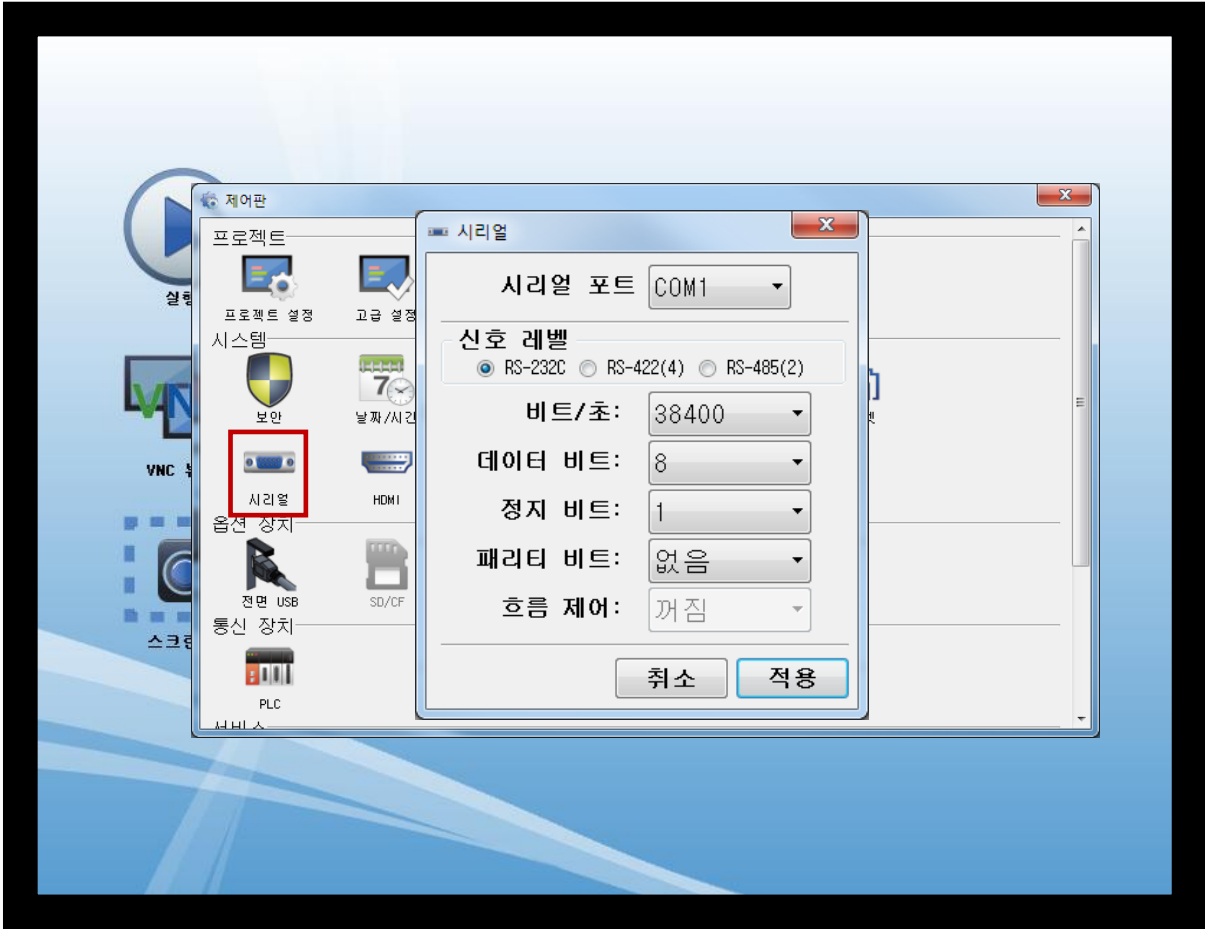 제어판
프로젝트
프로젝트 설정
고급 설정
시스템
보안
날짜/시간
시리얼
HDMI
옵션 장치
전면 USB
SD/CF
통신 장치
PLC
서비스
VNC
시리얼
시리얼 포트 COM1
신호 레벨
RS-232C RS-422(4) RS-485(2)
비트/초: 38400
데이터 비트: 8
정지 비트: 1
패리티 비트: 없음
흐름 제어: 꺼짐
취소 적용